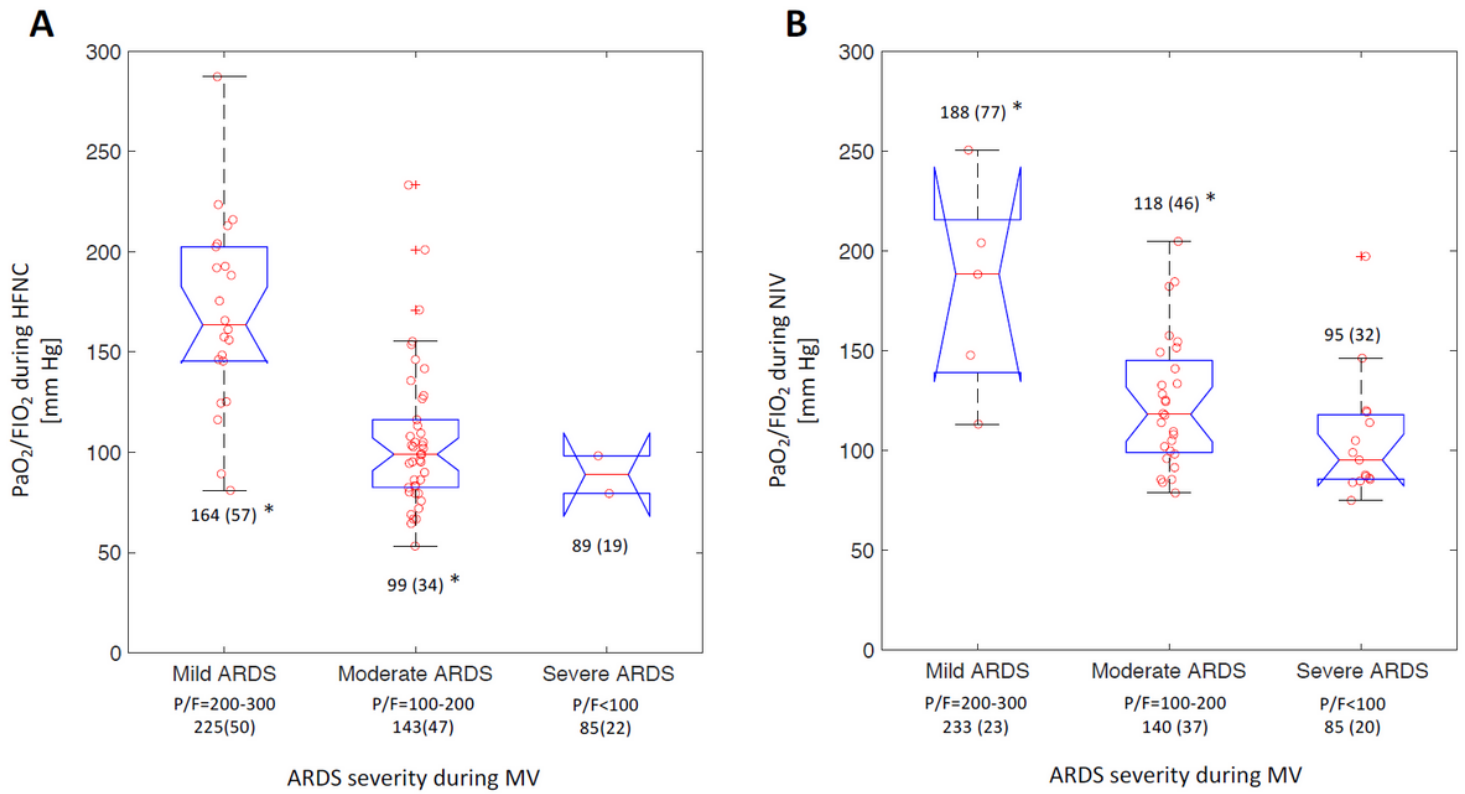 A
PaO2/FIO2 during HFNC
[mm Hg]
300
250
200
150
100
50
0
164 (57) *
99 (34) *
89 (19)
Mild ARDS
P/F=200-300
225(50)
Moderate ARDS
P/F=100-200
143(47)
Severe ARDS
P/F<100
85(22)
ARDS severity during MV
B
PaO2/FIO2 during NIV
[mm Hg]
300
250
200
150
100
50
0
188 (77) *
118 (46) *
95 (32)
Mild ARDS
P/F=200-300
233 (23)
Moderate ARDS
P/F=100-200
140 (37)
Severe ARDS
P/F<100
85 (20)
ARDS severity during MV